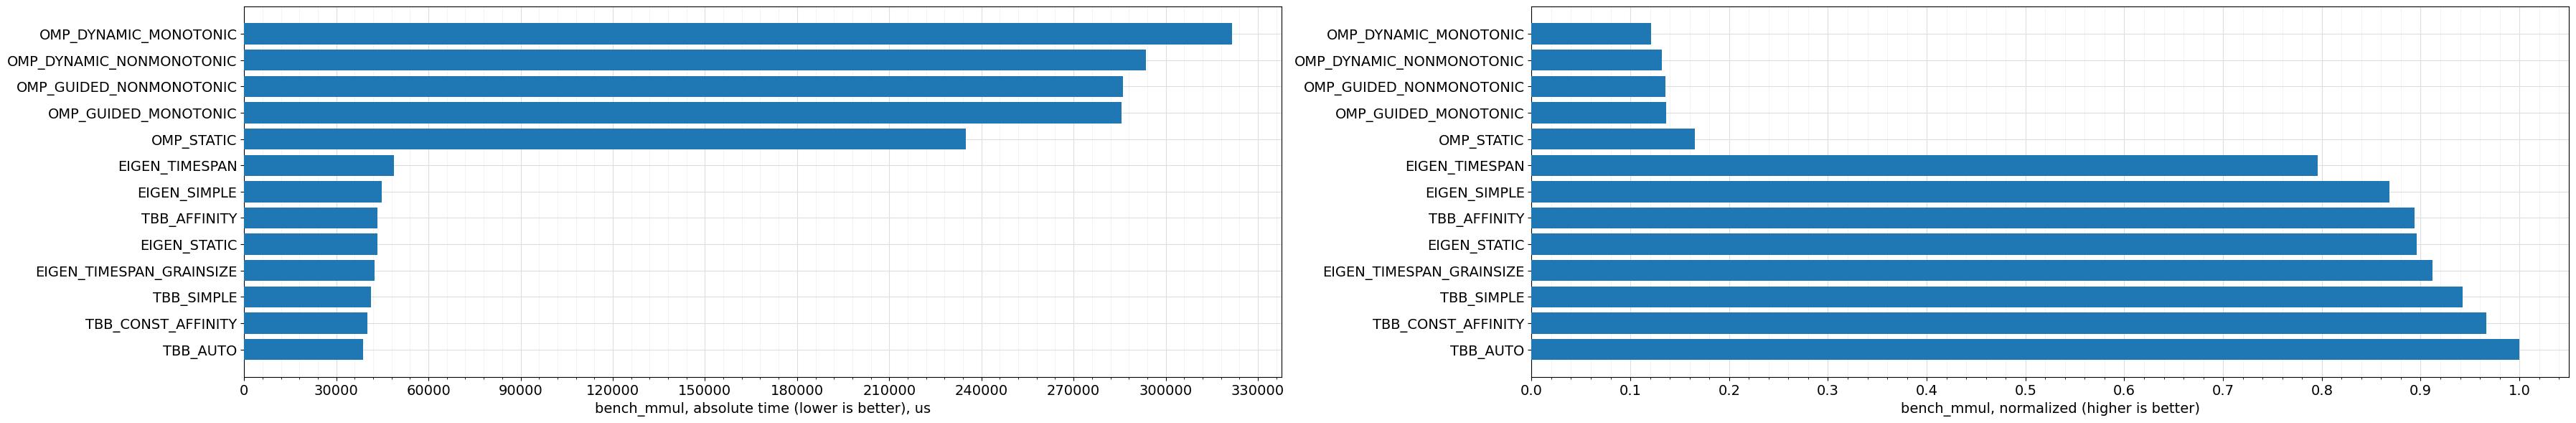 OMP_DYNAMIC_MONOTONIC
OMP_DYNAMIC_NONMONOTONIC
OMP_GUIDED_NONMONOTONIC
OMP_GUIDED_MONOTONIC
OMP_STATIC
EIGEN_TIMESPAN
EIGEN_SIMPLE
TBB_AFFINITY
EIGEN_STATIC
EIGEN_TIMESPAN_GRAINSIZE
TBB_SIMPLE
TBB_CONST_AFFINITY
TBB_AUTO
0 30000 60000 90000 120000 150000 180000 210000 240000 270000 300000 330000
bench_mmul, absolute time (lower is better), us
OMP_DYNAMIC_MONOTONIC
OMP_DYNAMIC_NONMONOTONIC
OMP_GUIDED_NONMONOTONIC
OMP_GUIDED_MONOTONIC
OMP_STATIC
EIGEN_TIMESPAN
EIGEN_SIMPLE
TBB_AFFINITY
EIGEN_STATIC
EIGEN_TIMESPAN_GRAINSIZE
TBB_SIMPLE
TBB_CONST_AFFINITY
TBB_AUTO
0.0 0.1 0.2 0.3 0.4 0.5 0.6 0.7 0.8 0.9 1.0
bench_mmul, normalized (higher is better)